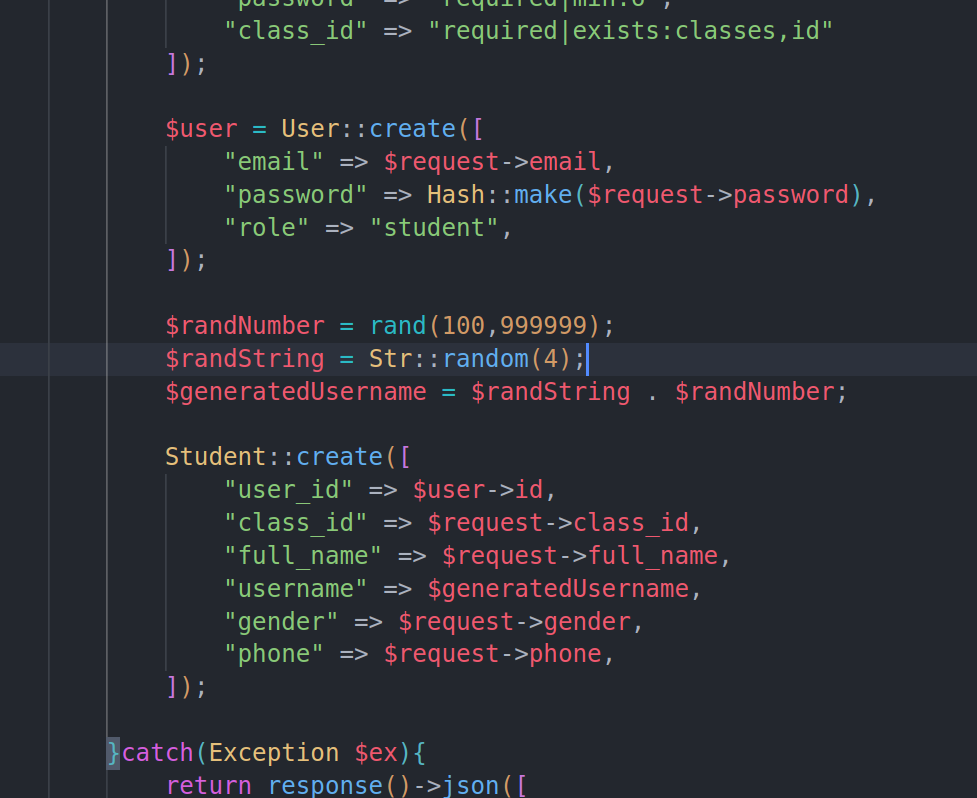 "password" => "required|min:6",
"class_id" => "required|exists:classes,id"
]);
$user = User::create([
"email" => $request->email,
"password" => Hash::make($request->password),
"role" => "student",
]);
$randNumber = rand(100,999999);
$randString = Str::random(4);
$generatedUsername = $randString . $randNumber;
Student::create([
"user_id" => $user->id,
"class_id" => $request->class_id,
"full_name" => $request->full_name,
"username" => $generatedUsername,
"gender" => $request->gender,
"phone" => $request->phone,
]);
}catch(Exception $ex){
return response()->json([